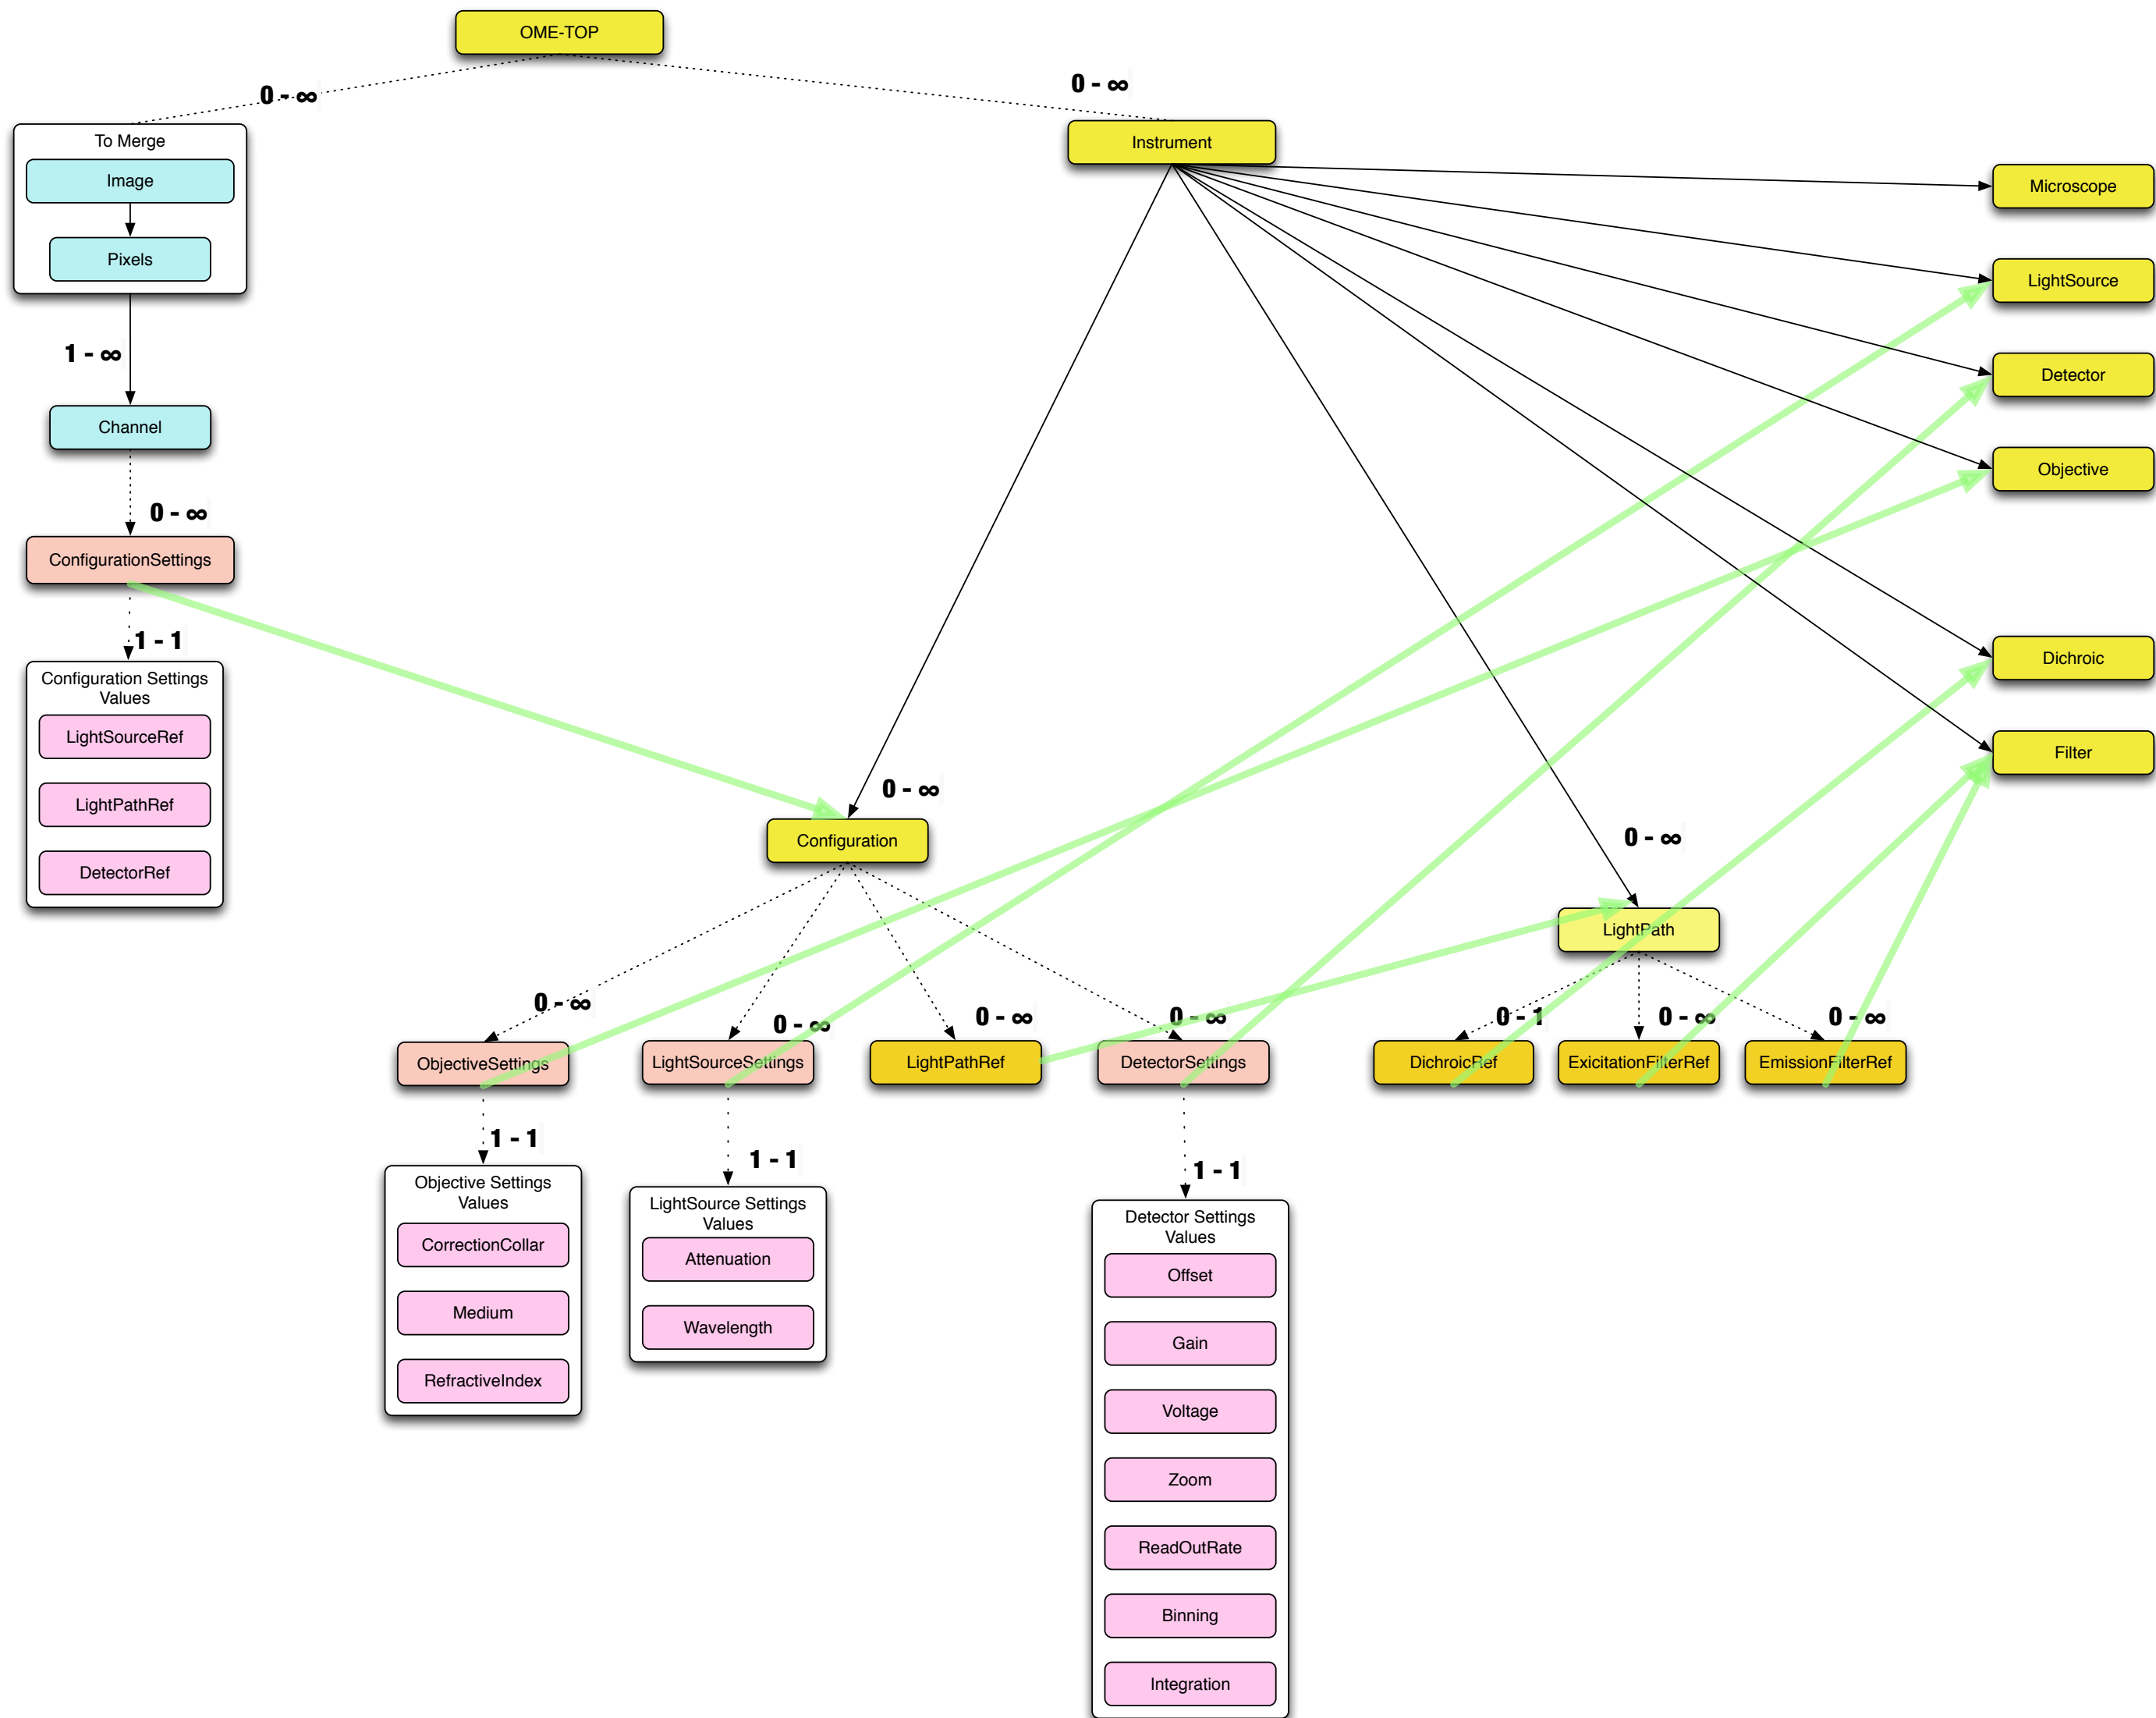 OME-TOP
0 - ∞
0 - ∞
To Merge
Image
Pixels
Instrument
Microscope
LightSource
1 - ∞
Detector
Channel
Objective
0 - ∞
ConfigurationSettings
1 - 1
Configuration Settings
Values
LightSourceRef
LightPathRef
DetectorRef
Dichroic
Filter
0 - ∞
Configuration
0 - ∞
LightPath
0 - ∞
0 - ∞
0 - ∞
0 - ∞
0 - 1
0 - ∞
0 - ∞
ObjectiveSettings
LightSourceSettings
LightPathRef
DetectorSettings
DichroicRef
ExicitationFilterRef
EmissionFilterRef
1 - 1
1 - 1
1 - 1
Objective Settings
Values
CorrectionCollar
Medium
RefractiveIndex
LightSource Settings
Values
Attenuation
Wavelength
Detector Settings
Values
Offset
Gain
Voltage
Zoom
ReadOutRate
Binning
Integration